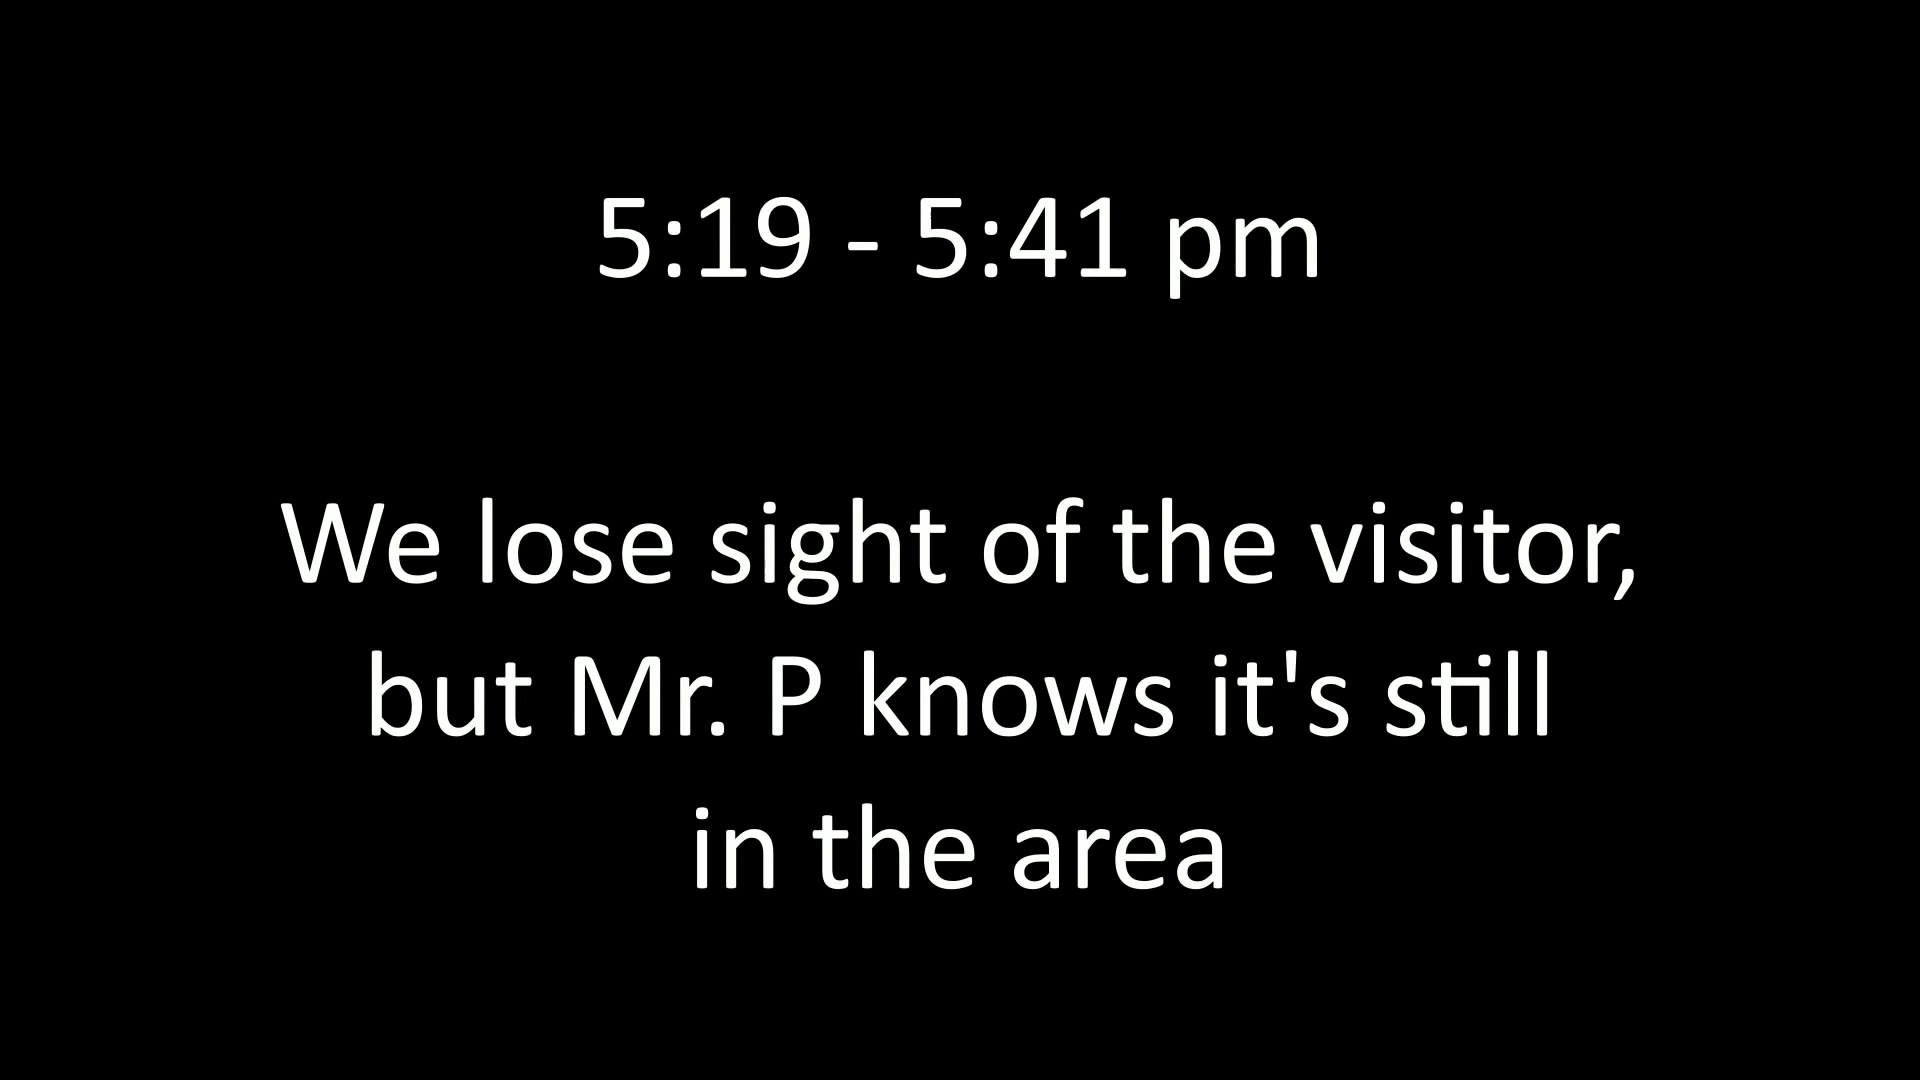 5:19 - 5:41 pm
We lose sight of the visitor,
but Mr. P knows it's still
in the area